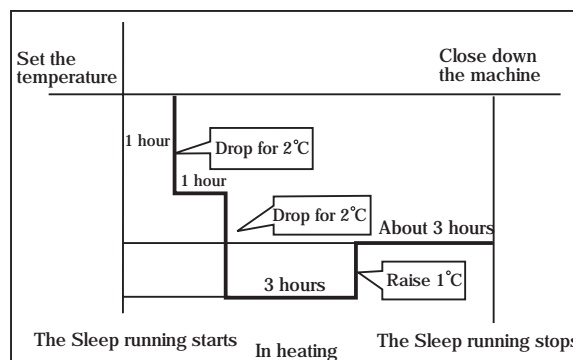 Set the
temperature
Close down
the machine
1 hour
Drop for 2°C
1 hour
Drop for 2°C
About 3 hours
3 hours
Raise 1°C
The Sleep running starts
In heating
The Sleep running stops